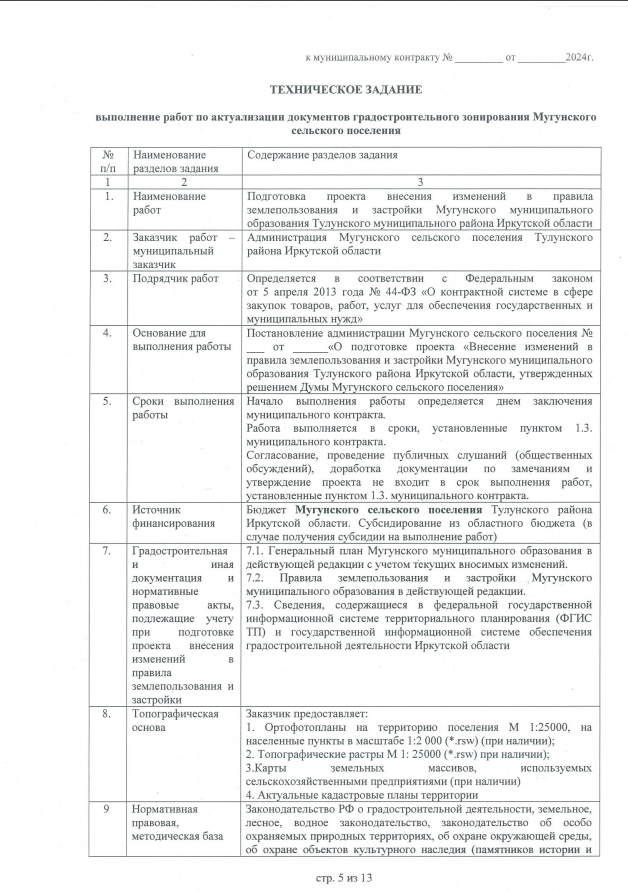 к муниципальному контракту № _________ от _________2024г.
ТЕХНИЧЕСКОЕ ЗАДАНИЕ
выполнение работ по актуализации документов градостроительного зонирования Мугунского
сельского поселения
№
п/п
Наименование
разделов задания
Содержание разделов задания
1
2
3
1.
Наименование
работ
Подготовка проекта внесения изменений в правила
землепользования и застройки Мугунского муниципального
образования Тулунского муниципального района Иркутской области
2.
Заказчик работ –
муниципальный
заказчик
Администрация Мугунского сельского поселения Тулунского
района Иркутской области
3.
Подрядчик работ
Определяется в соответствии с Федеральным законом
от 5 апреля 2013 года № 44-ФЗ «О контрактной системе в сфере
закупок товаров, работ, услуг для обеспечения государственных и
муниципальных нужд»
4.
Основание для
выполнения работы
Постановление администрации Мугунского сельского поселения №
___ от ______«О подготовке проекта «Внесение изменений в
правила землепользования и застройки Мугунского муниципального
образования Тулунского района Иркутской области, утвержденных
решением Думы Мугунского сельского поселения»
5.
Сроки выполнения
работы
Начало выполнения работы определяется днем заключения
муниципального контракта.
Работа выполняется в сроки, установленные пунктом 1.3.
муниципального контракта.
Согласование, проведение публичных слушаний (общественных
обсуждений), доработка документации по замечаниям и
утверждение проекта не входит в срок выполнения работ,
установленные пунктом 1.3. муниципального контракта.
6.
Источник
финансирования
Бюджет Мугунского сельского поселения Тулунского района
Иркутской области. Субсидирование из областного бюджета (в
случае получения субсидии на выполнение работ)
7.
Градостроительная
и иная
документация и
нормативные
правовые акты,
подлежащие учету
при подготовке
проекта внесения
изменений в
правила
землепользования и
застройки
7.1. Генеральный план Мугунского муниципального образования в
действующей редакции с учетом текущих вносимых изменений.
7.2. Правила землепользования и застройки Мугунского
муниципального образования в действующей редакции.
7.3. Сведения, содержащиеся в федеральной государственной
информационной системе территориального планирования (ФГИС
ТП) и государственной информационной системе обеспечения
градостроительной деятельности Иркутской области
8.
Топографическая
основа
Заказчик предоставляет:
1. Ортофотопланы на территорию поселения М 1:25000, на
населенные пункты в масштабе 1:2 000 (*.rsw) (при наличии);
2. Топографические растры М 1: 25000 (*.rsw) при наличии);
3.Карты земельных массивов, используемых
сельскохозяйственными предприятиями (при наличии)
4. Актуальные кадастровые планы территории
9
Нормативная
правовая,
методическая база
Законодательство РФ о градостроительной деятельности, земельное,
лесное, водное законодательство, законодательство об особо
охраняемых природных территориях, об охране окружающей среды,
об охране объектов культурного наследия (памятников истории и
стр. 5 из 13